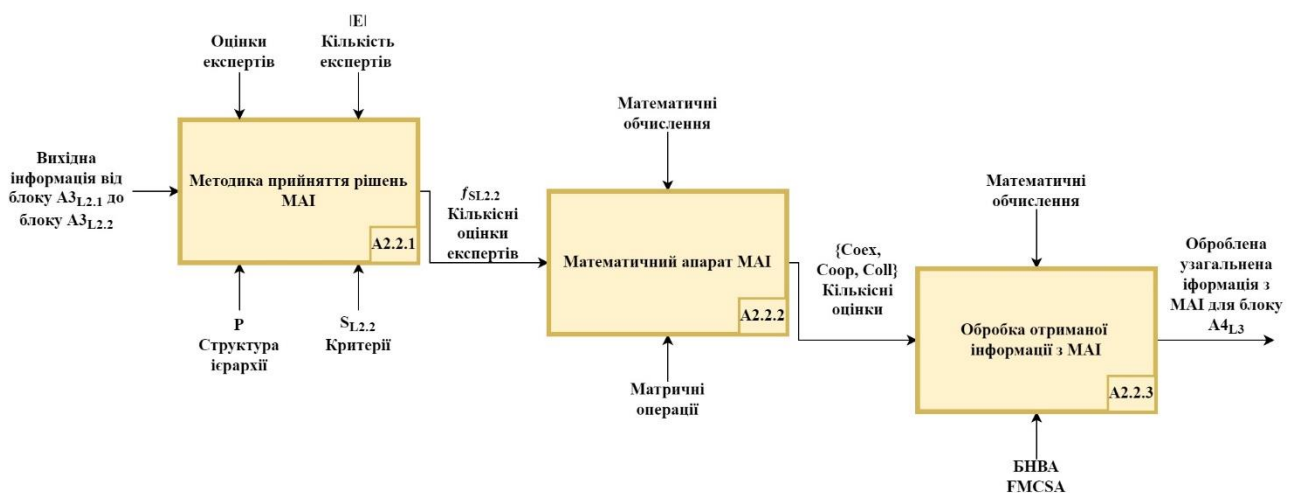 Оцінки
експертів
|E|
Кількість
експертів
Вихідна
інформація від
блоку A3L2.1 до
блоку A3L2.2
Методика прийняття рішень
МАІ
A2.2.1
P
Структура
ієрархії
SL2.2
Критерії
fSL2.2
Кількісні
оцінки
експертів
Математичні
обчислення
Математичний апарат МАІ
A2.2.2
Матричні
операції
{Coex,
Coop, Coll}
Кількісні
оцінки
Математичні
обчислення
Обробка отриманої
інформації з МАІ
A2.2.3
БНВА
FMCSA
Оброблена
узагальнена
іформація з
МАІ для блоку
A4L3